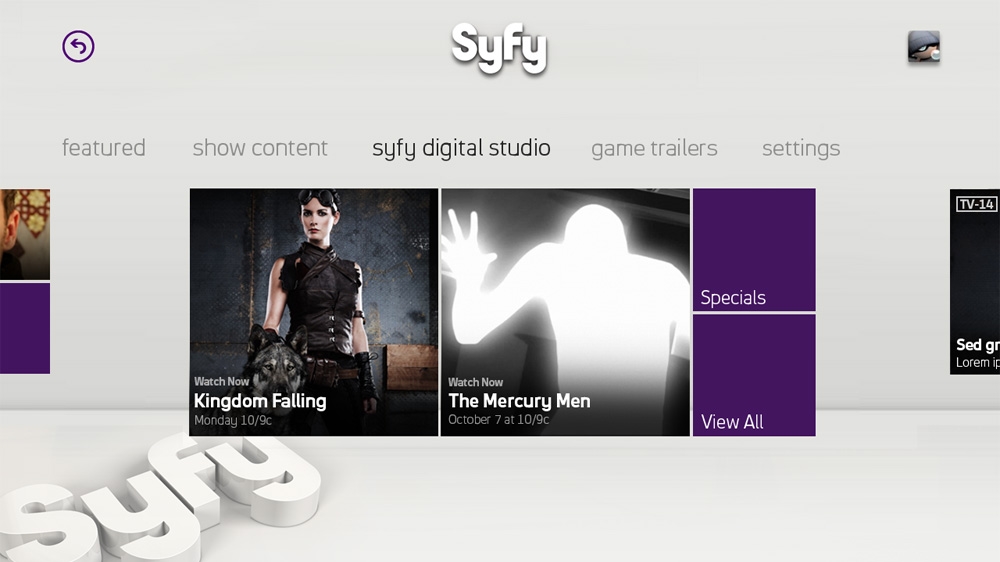 Syfy
featured
show content
syfy digital studio
game trailers
settings
Watch Now
Kingdom Falling
Monday 10/9c
Watch Now
The Mercury Men
October 7 at 10/9c
Specials
View All
TV-14
Sed gr
Lorem ip
Syfy